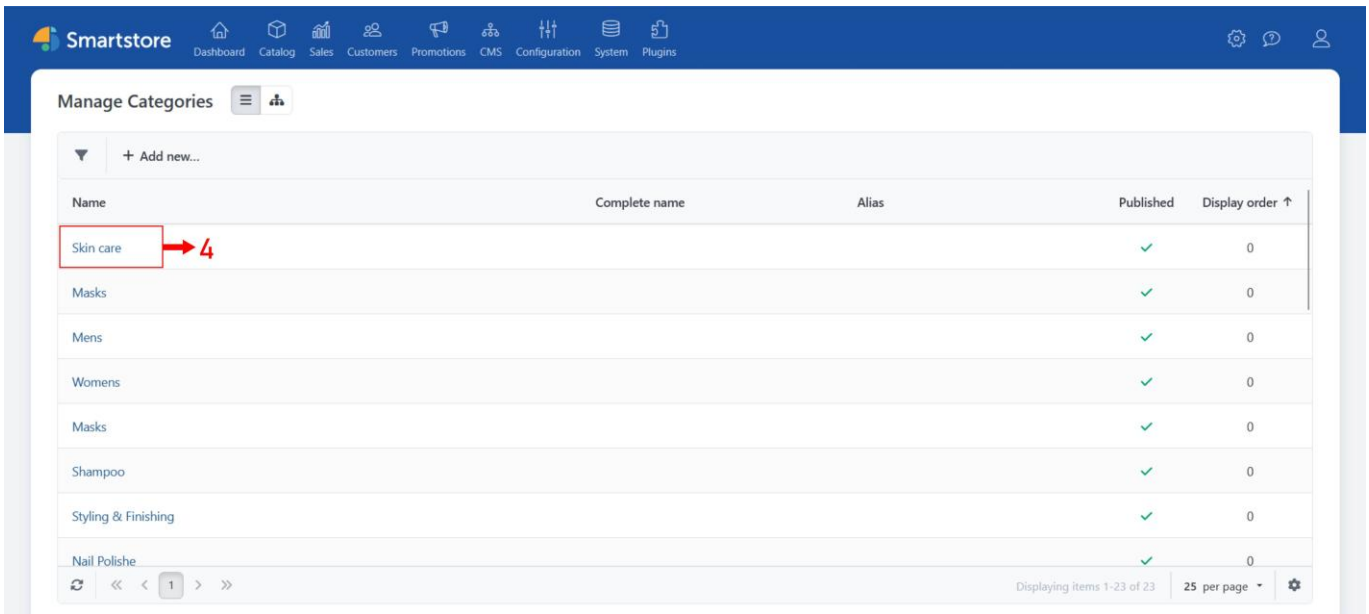 Smartstore
Dashboard Catalog Sales Customers Promotions CMS Configuration System Plugins
Manage Categories
+ Add new...
Name Complete name Alias Published Display order ↑
Skin care 4 0
Masks 0
Mens 0
Womens 0
Masks 0
Shampoo 0
Styling & Finishing 0
Nail Polishe 0
1 Displaying items 1-23 of 23 25 per page